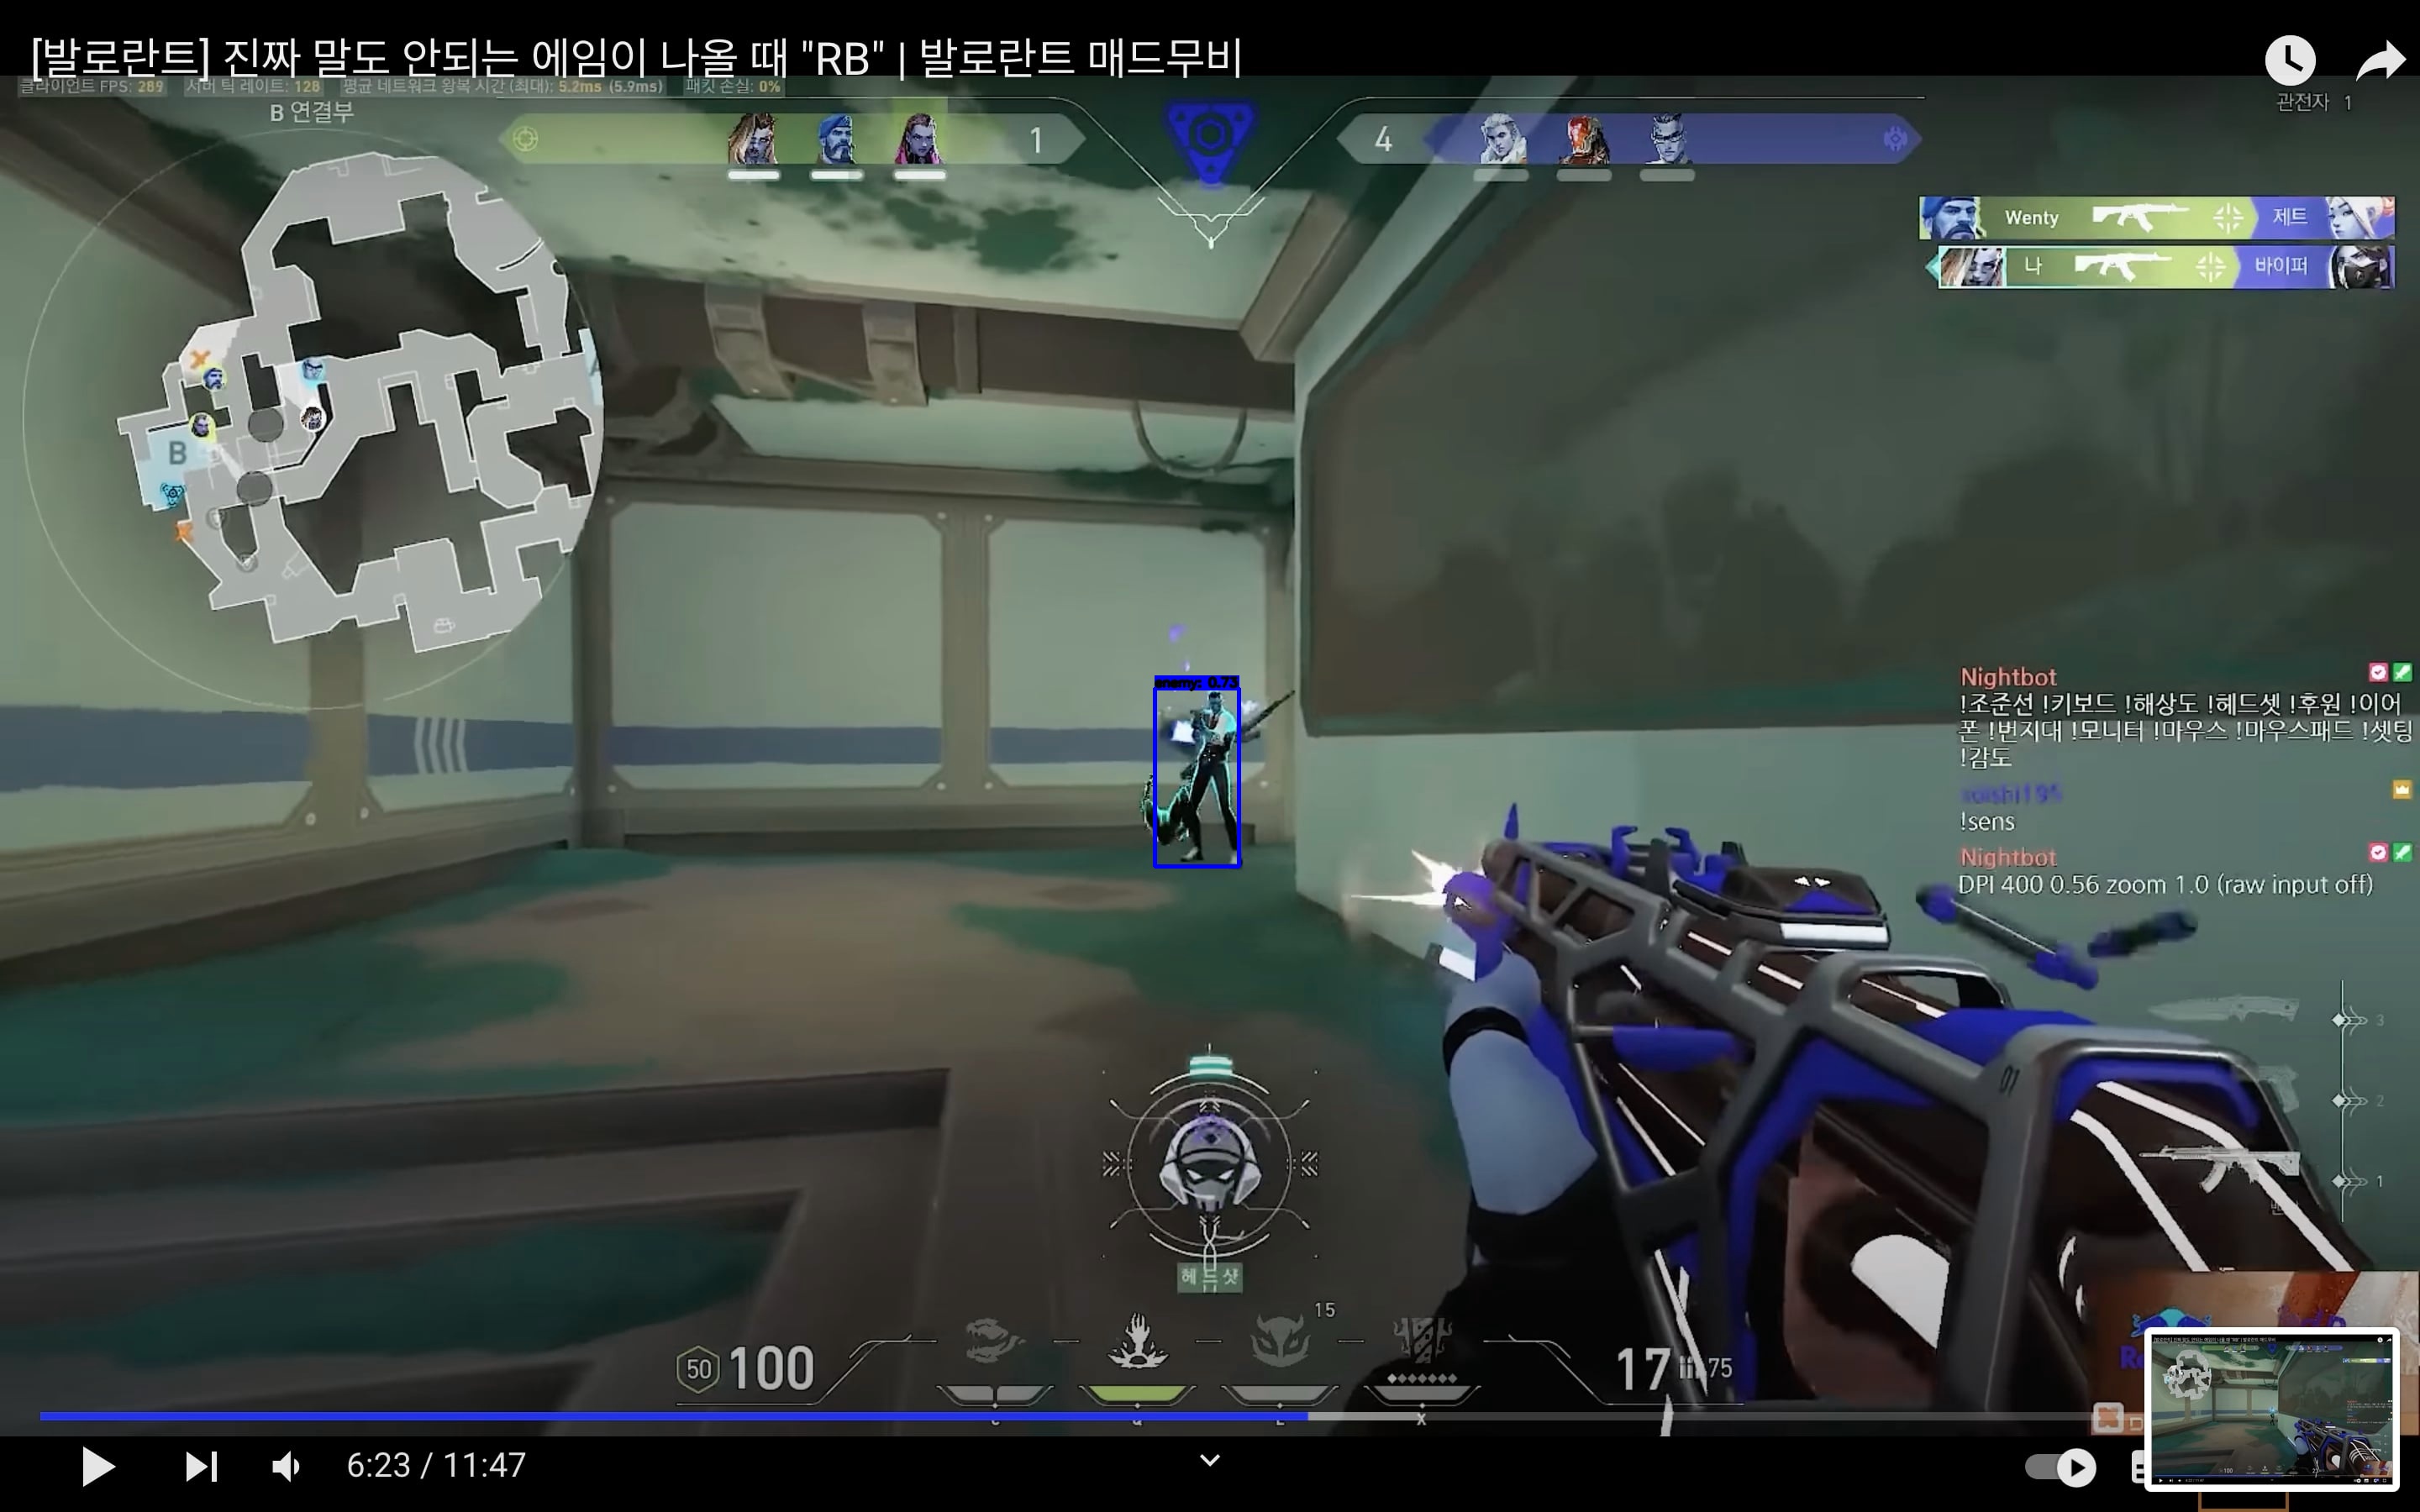 [발로란트] 진짜 말도 안되는 에임이 나올 때 "RB" | 발로란트 매드무비
클라이언트 FPS: 289 서버 틱 레이트: 128 평균 네트워크 왕복 시간 (최대): 5.2ms (5.9ms) 패킷 손실: 0%
관전자 1
B 연결부
1
4
Wenty 제트
나 바이퍼
B
enemy: 0.73
Nightbot
!조준선 !키보드 !해상도 !헤드셋 !후원 !이어
폰 !번지대 !모니터 !마우스 !마우스패드 !셋팅
!감도
!sens
Nightbot
DPI 400 0.56 zoom 1.0 (raw input off)
3
01
2
1
헤드샷
15
50 100
17 75
C
Q
X
6:23 / 11:47